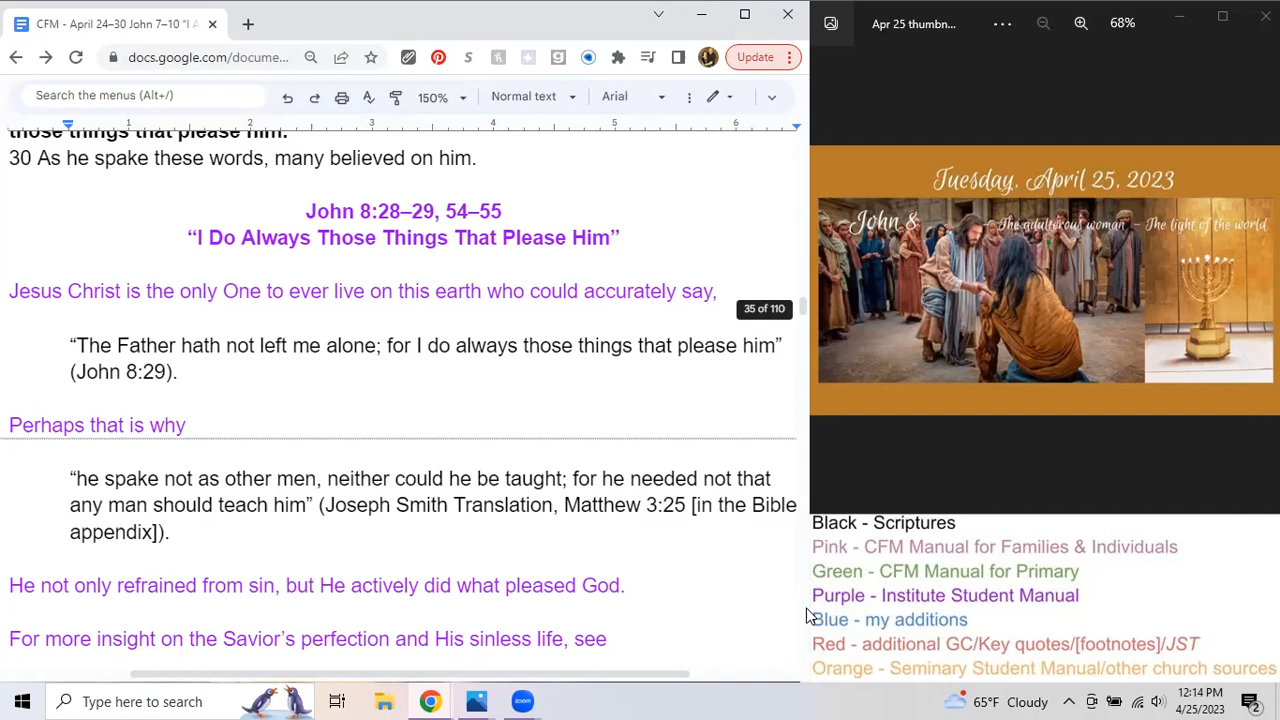 CFM - April 24–30 John 7–10 "I A
docs.google.com/docume...
Update
Search the menus (Alt+/)
150%
Normal text
Arial
1 2 3 4 5 6
those things that please him.
30 As he spake these words, many believed on him.
John 8:28–29, 54–55
“I Do Always Those Things That Please Him”
Jesus Christ is the only One to ever live on this earth who could accurately say,
35 of 110
“The Father hath not left me alone; for I do always those things that please him”
(John 8:29).
Perhaps that is why
“he spake not as other men, neither could he be taught; for he needed not that
any man should teach him” (Joseph Smith Translation, Matthew 3:25 [in the Bible
appendix]).
He not only refrained from sin, but He actively did what pleased God.
For more insight on the Savior’s perfection and His sinless life, see
Apr 25 thumbn...
68%
Tuesday, April 25, 2023
John 8
The adulterous woman – The light of the world
Black - Scriptures
Pink - CFM Manual for Families & Individuals
Green - CFM Manual for Primary
Purple - Institute Student Manual
Blue - my additions
Red - additional GC/Key quotes/[footnotes]/JST
Orange - Seminary Student Manual/other church sources
Type here to search
zoom
65°F Cloudy
12:14 PM
4/25/2023
2